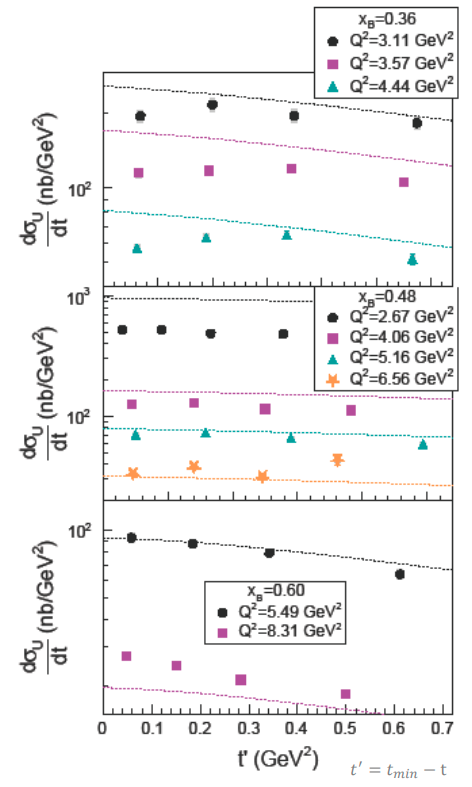 x_B=0.36
Q²=3.11 GeV²
Q²=3.57 GeV²
Q²=4.44 GeV²
dσ_U/dt (nb/GeV²)
10²
x_B=0.48
Q²=2.67 GeV²
Q²=4.06 GeV²
Q²=5.16 GeV²
Q²=6.56 GeV²
dσ_U/dt (nb/GeV²)
10³
10²
dσ_U/dt (nb/GeV²)
10²
x_B=0.60
Q²=5.49 GeV²
Q²=8.31 GeV²
0 0.1 0.2 0.3 0.4 0.5 0.6 0.7
t' (GeV²)
t′ = t_min − t